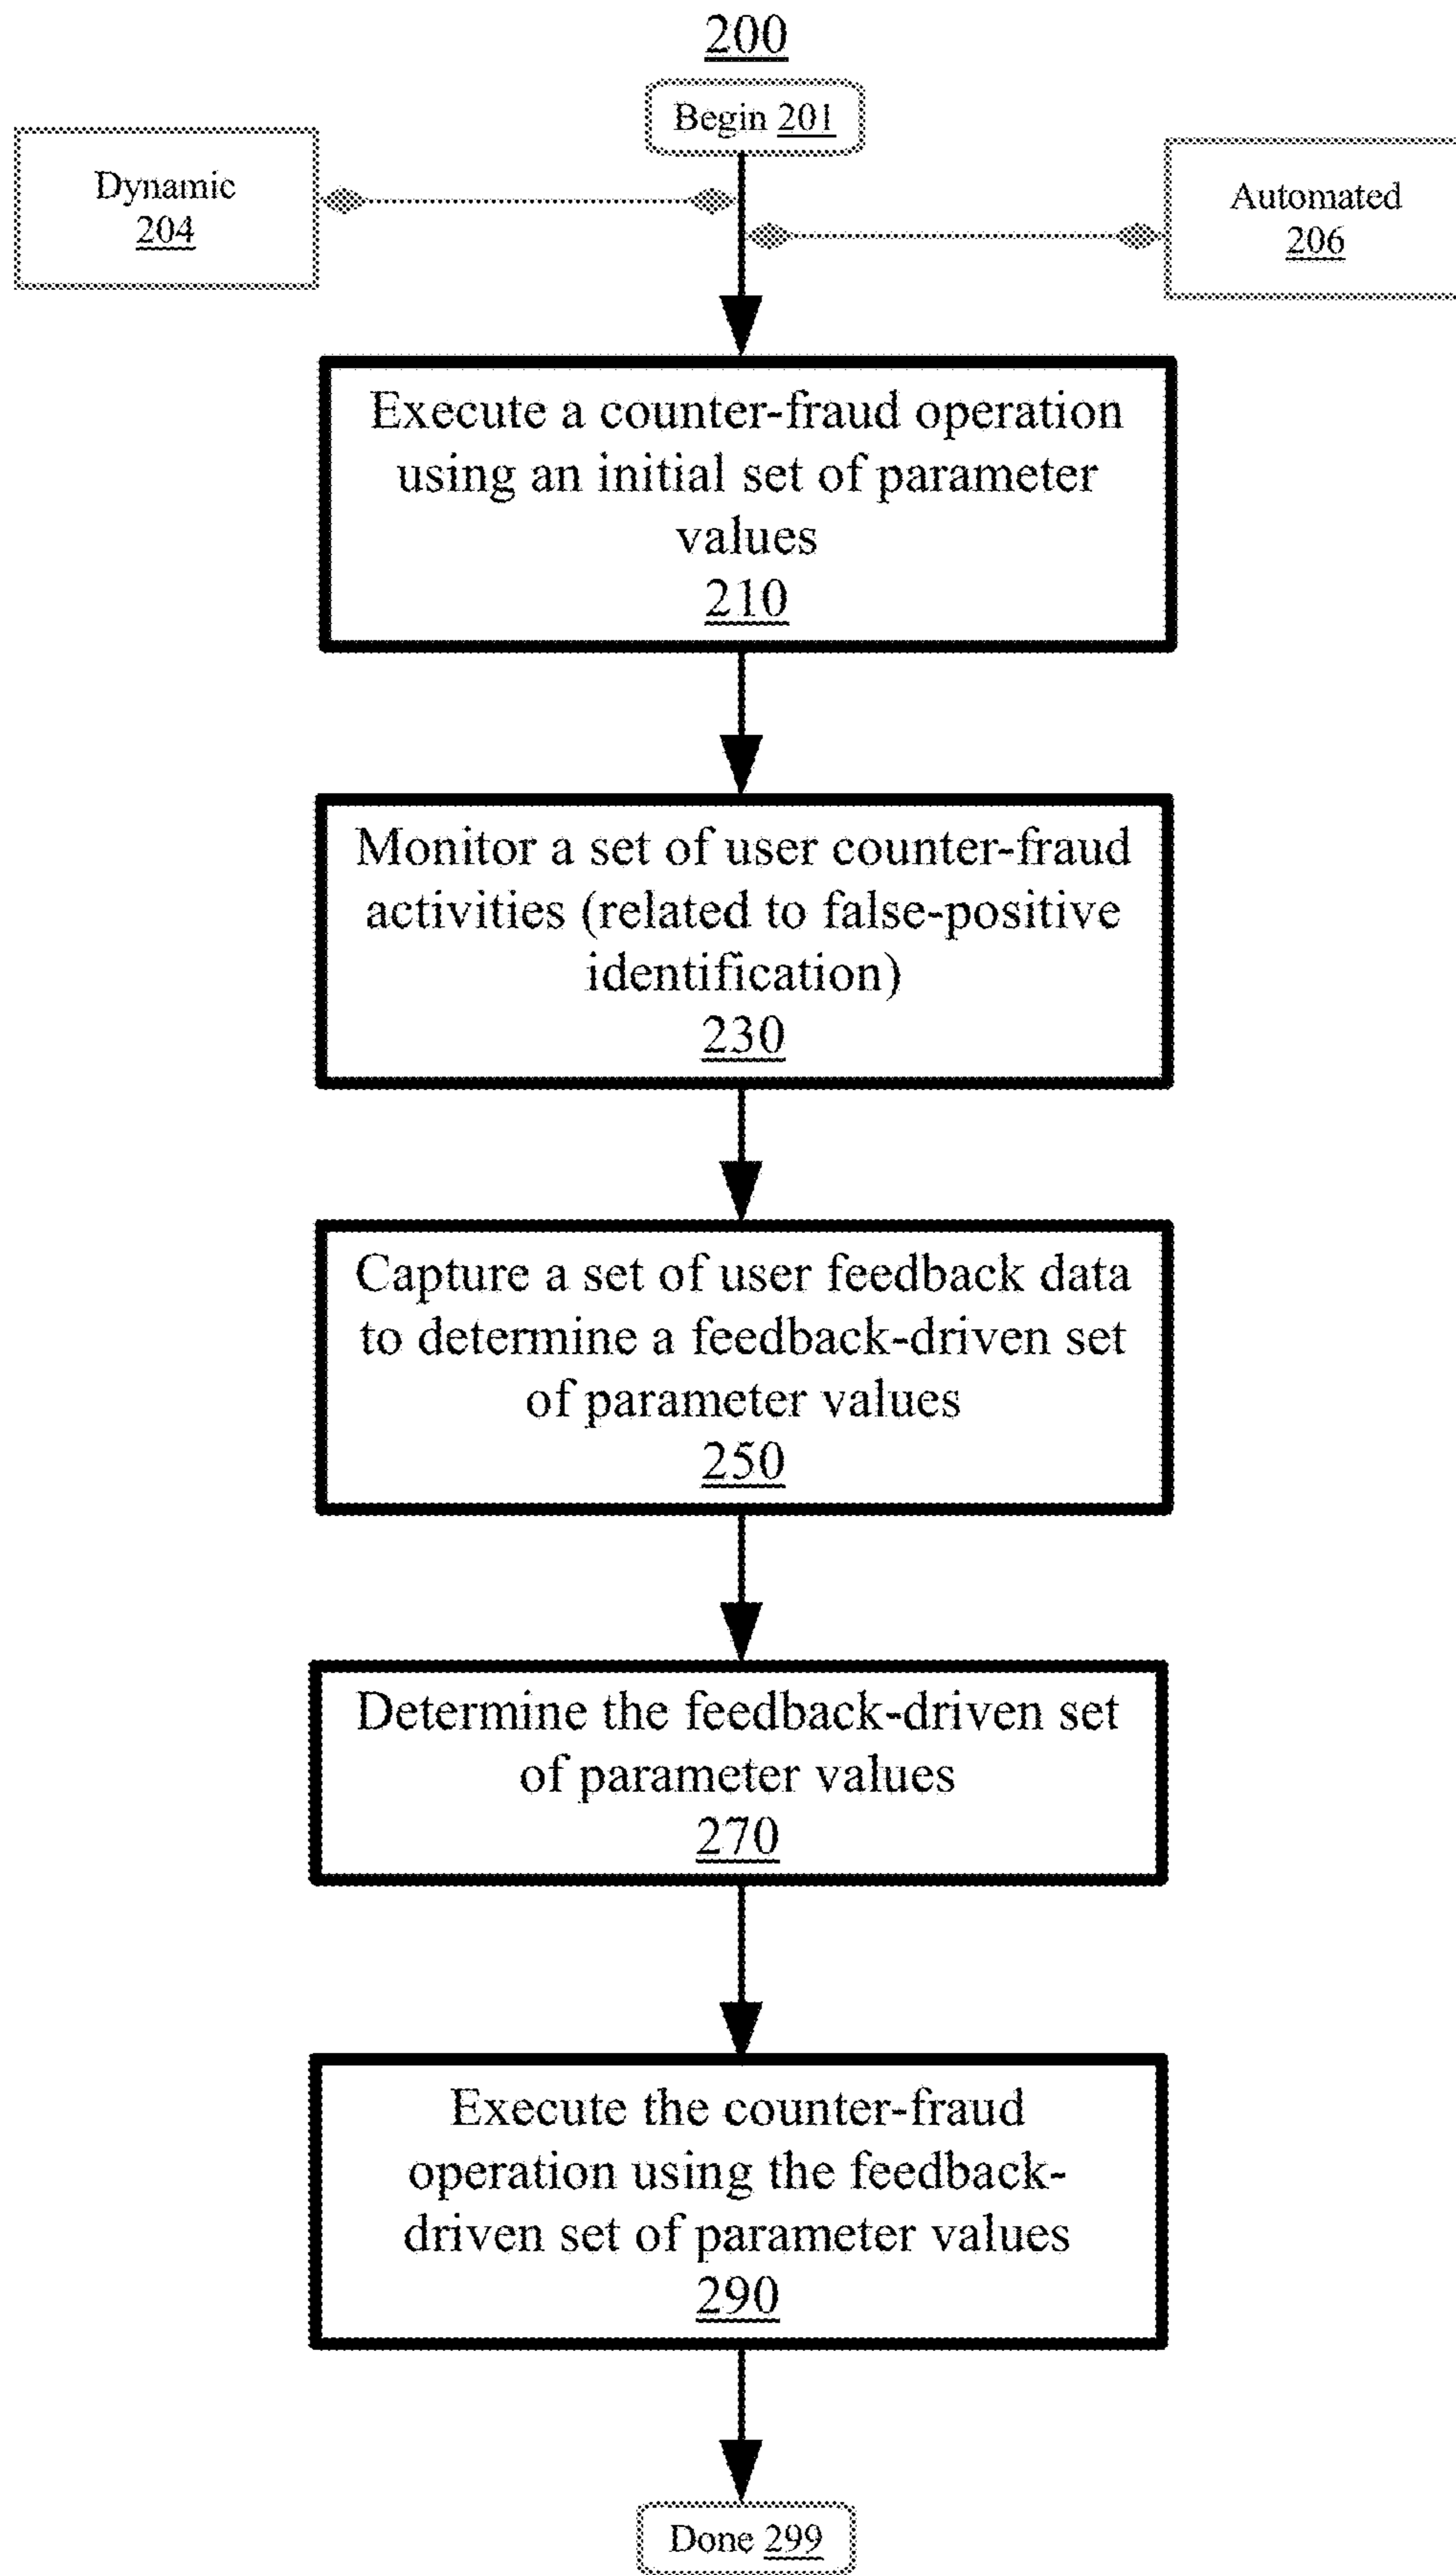 200
Begin 201
Dynamic
204
Automated
206
Execute a counter-fraud operation
using an initial set of parameter
values
210
Monitor a set of user counter-fraud
activities (related to false-positive
identification)
230
Capture a set of user feedback data
to determine a feedback-driven set
of parameter values
250
Determine the feedback-driven set
of parameter values
270
Execute the counter-fraud
operation using the feedback-
driven set of parameter values
290
Done 299